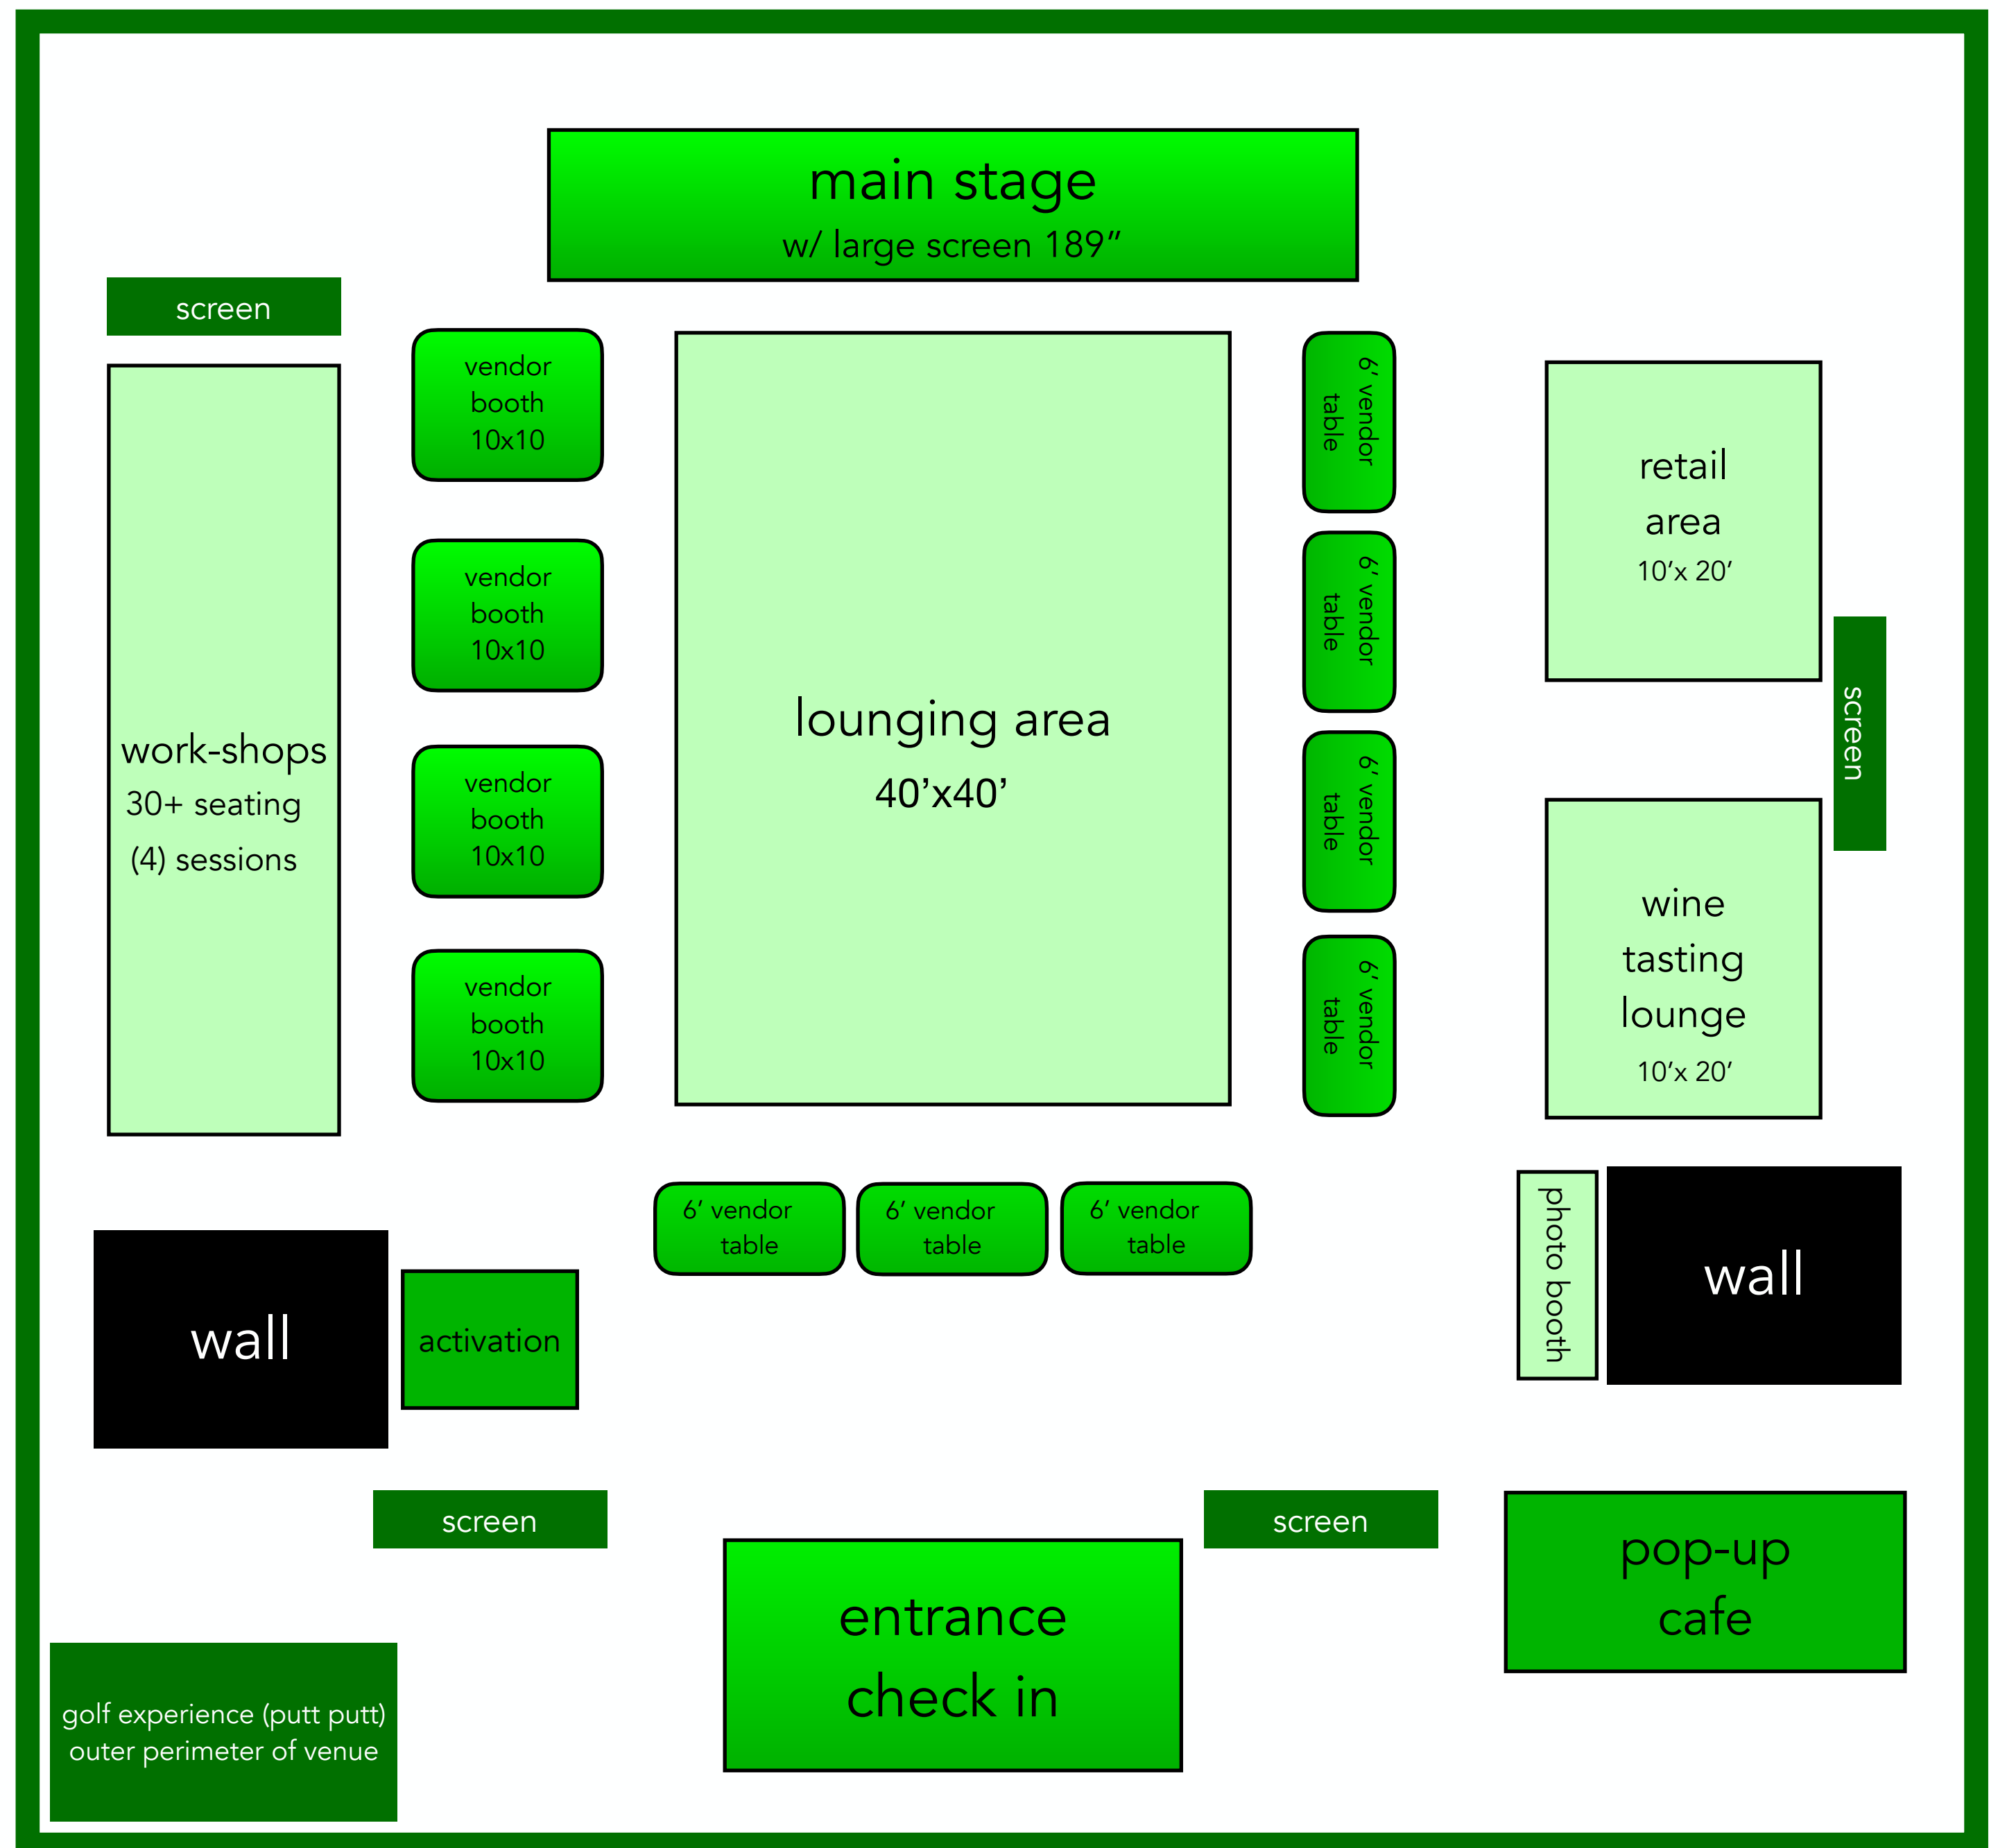 main stage
w/ large screen 189”
screen
vendor
booth
10x10
vendor
booth
10x10
vendor
booth
10x10
vendor
booth
10x10
work-shops
30+ seating
(4) sessions
lounging area
40’x40’
6’ vendor
table
6’ vendor
table
6’ vendor
table
6’ vendor
table
retail
area
10’x 20’
screen
wine
tasting
lounge
10’x 20’
6’ vendor
table
6’ vendor
table
6’ vendor
table
photo booth
wall
wall
activation
screen
screen
entrance
check in
pop-up
cafe
golf experience (putt putt)
outer perimeter of venue